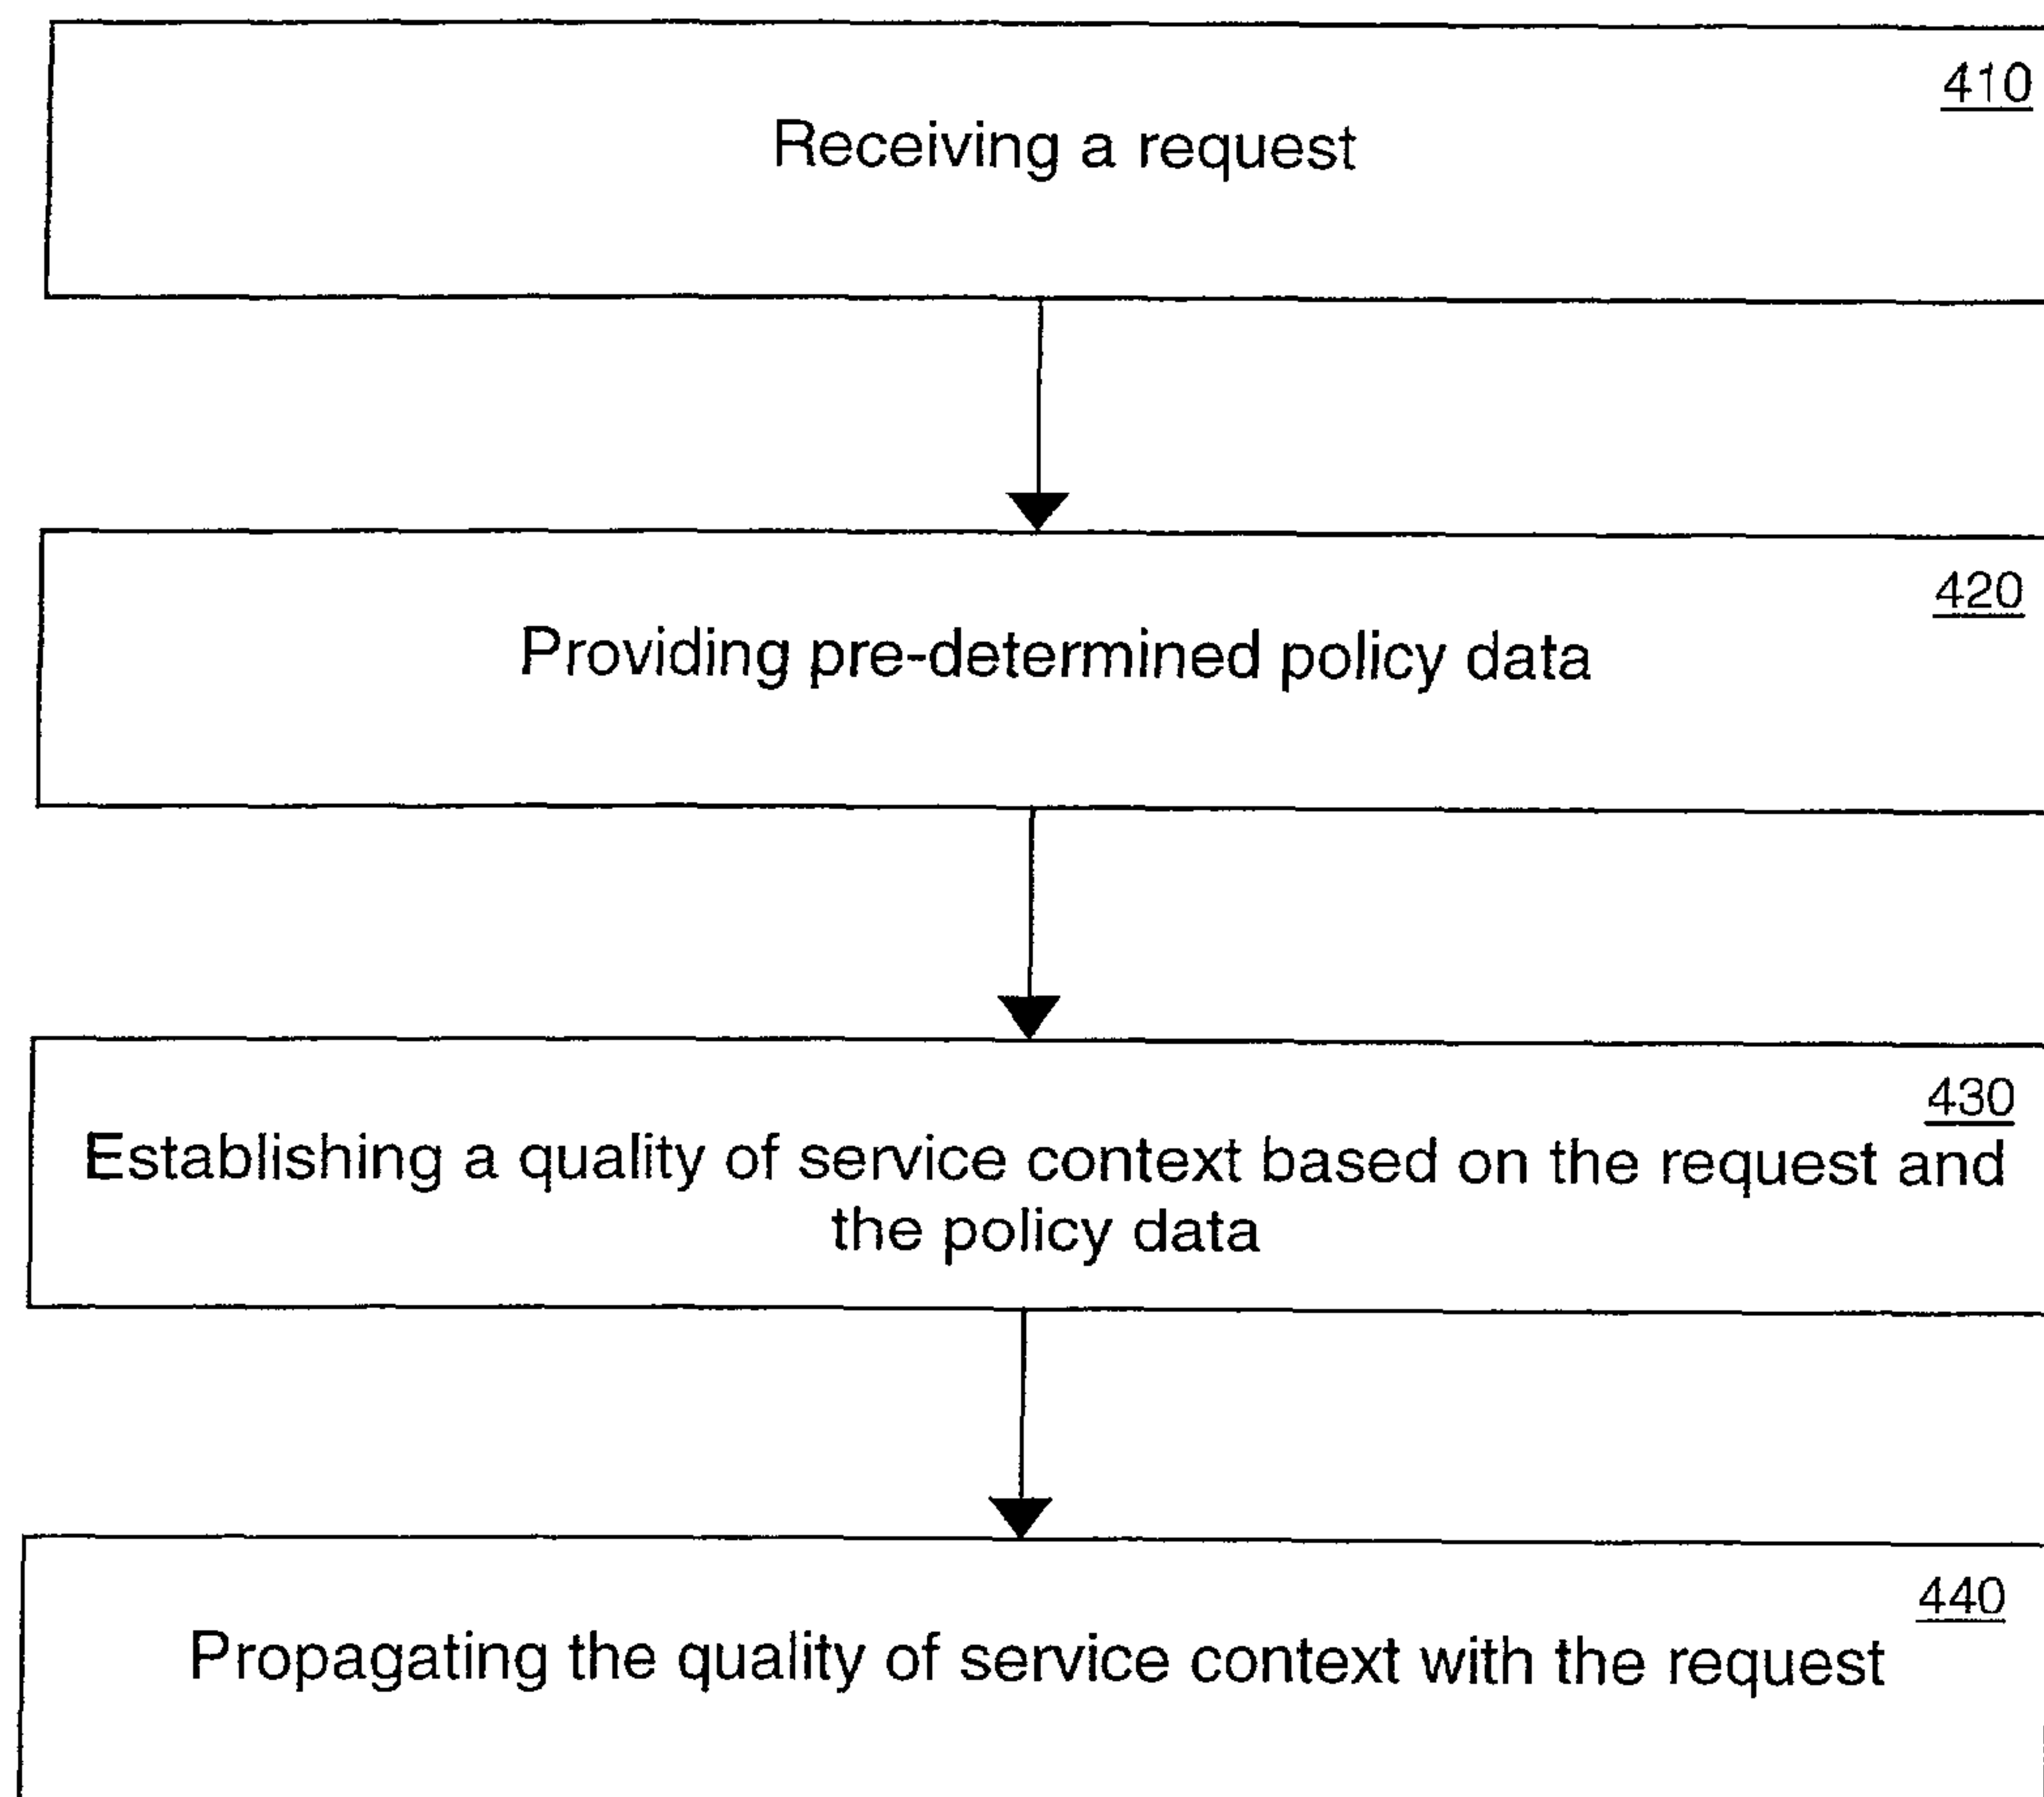 410
Receiving a request
420
Providing pre-determined policy data
430
Establishing a quality of service context based on the request and
the policy data
440
Propagating the quality of service context with the request